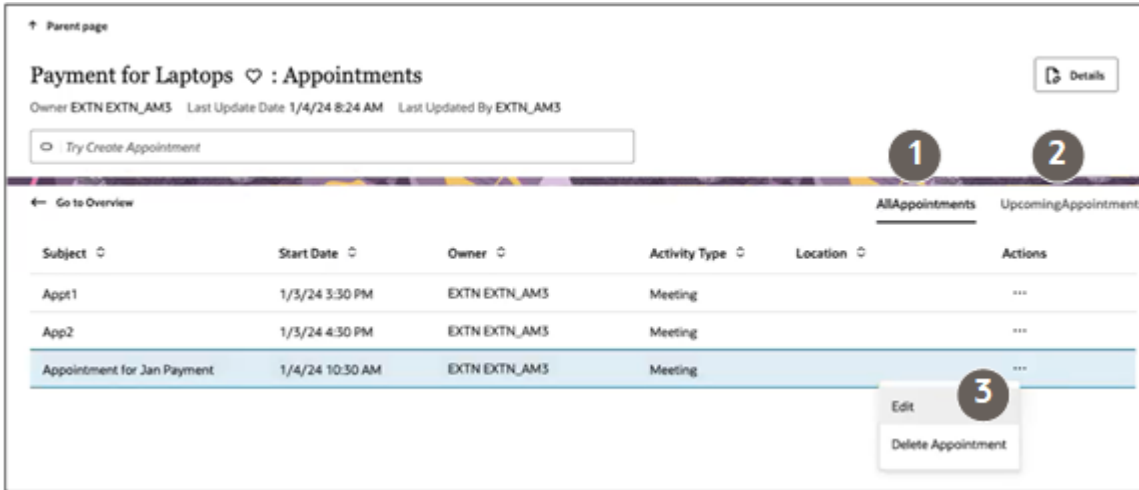 Parent page
Payment for Laptops : Appointments
Details
Owner EXTN EXTN_AM3 Last Update Date 1/4/24 8:24 AM Last Updated By EXTN_AM3
Try Create Appointment
1 2
Go to Overview AllAppointments UpcomingAppointment
Subject Start Date Owner Activity Type Location Actions
Appt1 1/3/24 3:30 PM EXTN EXTN_AM3 Meeting ...
App2 1/3/24 4:30 PM EXTN EXTN_AM3 Meeting ...
Appointment for Jan Payment 1/4/24 10:30 AM EXTN EXTN_AM3 Meeting ...
Edit 3
Delete Appointment